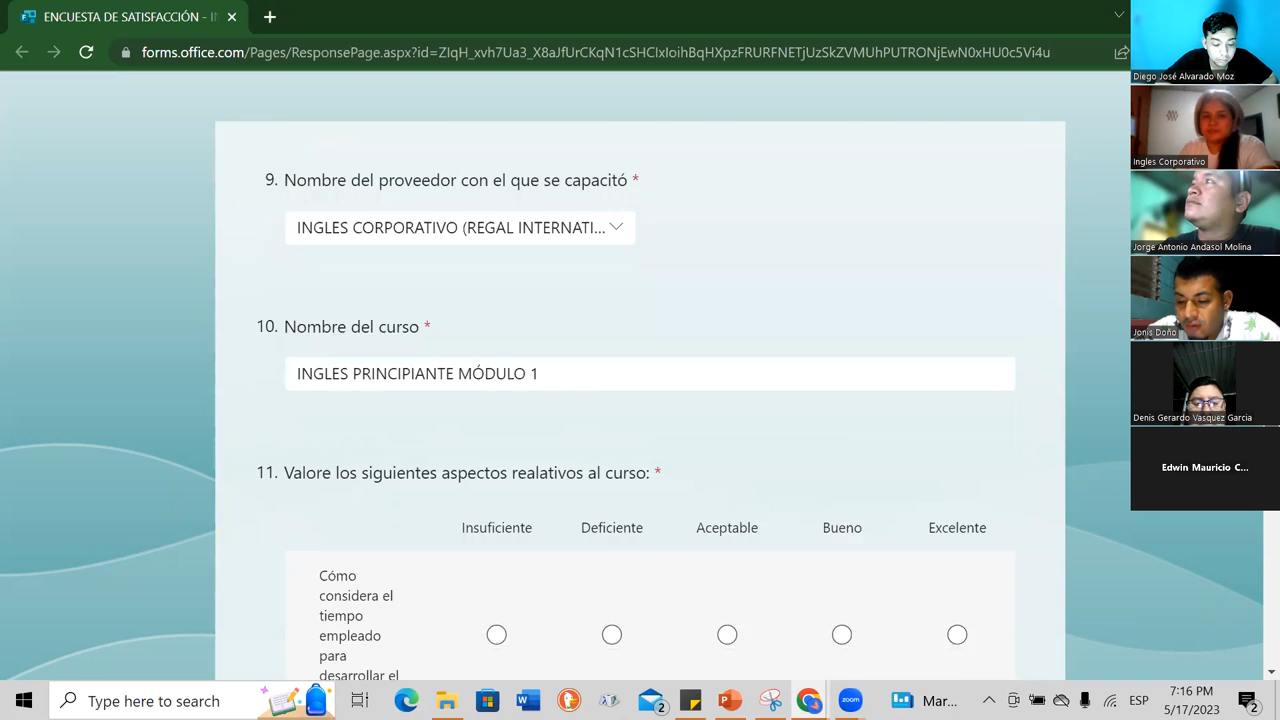 ENCUESTA DE SATISFACCIÓN - I
forms.office.com/Pages/ResponsePage.aspx?id=ZIqH_xvh7UG3_X8aJfUrCKqN1cSHCIxIoihBqHXpzFRURFNETjUzSkZVMUhPUTRONjEwN0xHU0c5Vi4u
Diego José Alvarado Moz
Ingles Corporativo
Jorge Antonio Andasol Molina
Jonis Doño
Denis Gerardo Vasquez Garcia
Edwin Mauricio C...
9. Nombre del proveedor con el que se capacitó *
INGLES CORPORATIVO (REGAL INTERNATI...
10. Nombre del curso *
INGLES PRINCIPIANTE MÓDULO 1
11. Valore los siguientes aspectos realativos al curso: *
Insuficiente Deficiente Aceptable Bueno Excelente
Cómo
considera el
tiempo
empleado
para
desarrollar el
Type here to search
2
zoom
Mar...
ESP
7:16 PM
5/17/2023
2